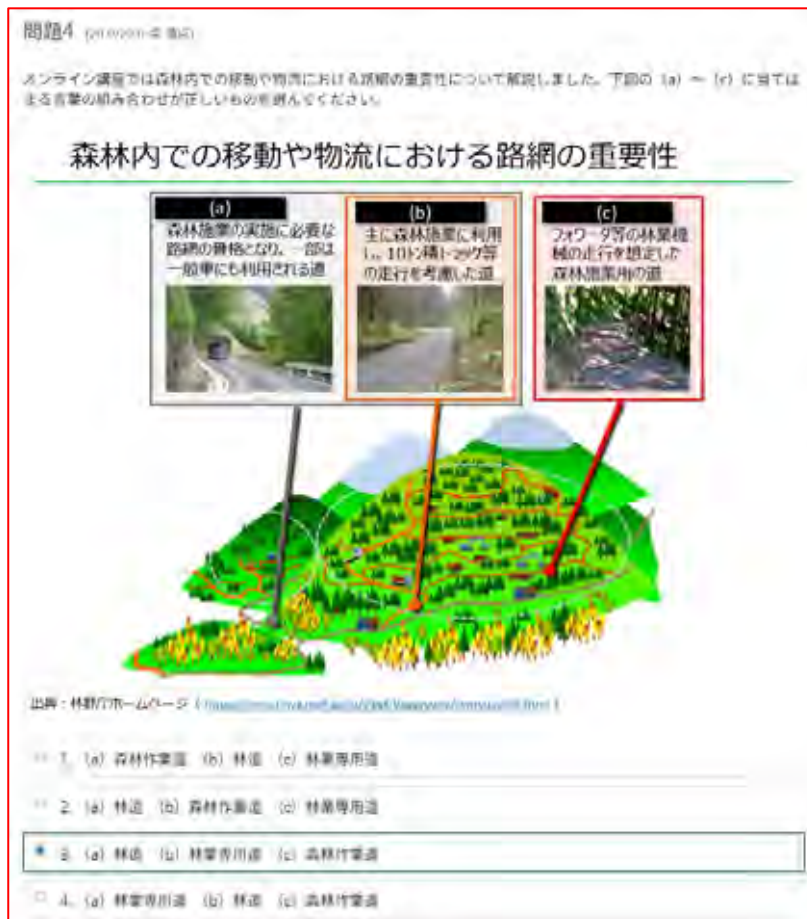 問題4
オンライン講座では森林内での移動や物流における路網の重要性について解説しました。下図の (a) ~ (c) に当ては
まる言葉の組み合わせが正しいものを選んでください。
森林内での移動や物流における路網の重要性
(a)
森林施業の実施に必要な
路網の骨格となり、一部は
一般車にも利用される道
(b)
主に森林施業に利用
し、10トン積トラック等
の走行を考慮した道
(c)
フォワーダ等の林業機
械の走行を想定した
森林施業用の道
出典:林野庁ホームページ (
1. (a) 森林作業道 (b) 林道 (c) 林業専用道
2. (a) 林道 (b) 森林作業道 (c) 林業専用道
3. (a) 林道 (b) 林業専用道 (c) 森林作業道
4. (a) 林業専用道 (b) 林道 (c) 森林作業道